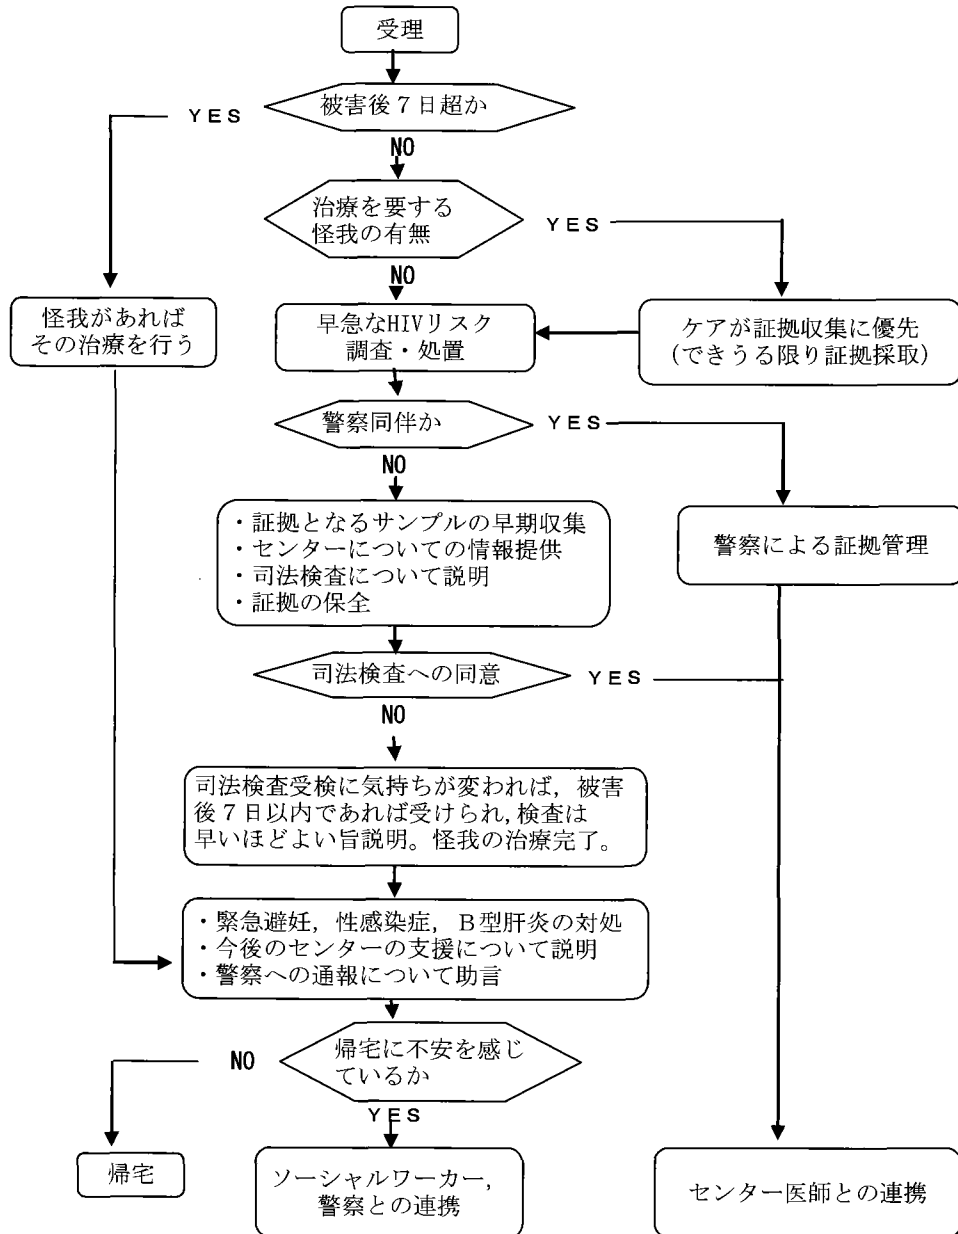 受理
被害後７日超か
ＹＥＳ
NO
治療を要する
怪我の有無
ＹＥＳ
NO
怪我があれば
その治療を行う
早急なHIVリスク
調査・処置
ケアが証拠収集に優先
(できうる限り証拠採取)
警察同伴か
ＹＥＳ
NO
・証拠となるサンプルの早期収集
・センターについての情報提供
・司法検査について説明
・証拠の保全
警察による証拠管理
司法検査への同意
ＹＥＳ
NO
司法検査受検に気持ちが変われば，被害
後７日以内であれば受けられ,検査は
早いほどよい旨説明。怪我の治療完了。
・緊急避妊，性感染症，Ｂ型肝炎の対処
・今後のセンターの支援について説明
・警察への通報について助言
帰宅に不安を感じ
ているか
NO
ＹＥＳ
帰宅
ソーシャルワーカー，
警察との連携
センター医師との連携